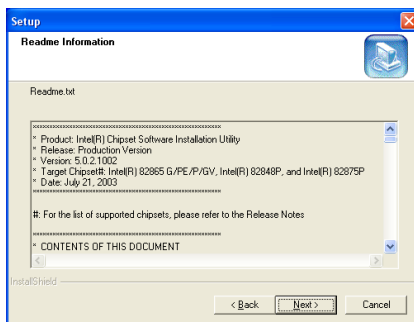 Setup
Readme Information
Readme.txt
************************************************************
* Product: Intel(R) Chipset Software Installation Utility
* Release: Production Version
* Version: 5.0.2.1002
* Target Chipset#: Intel(R) 82865 G/PE/P/GV, Intel(R) 82848P, and Intel(R) 82875P
* Date: July 21, 2003
************************************************************
#: For the list of supported chipsets, please refer to the Release Notes
************************************************************
* CONTENTS OF THIS DOCUMENT
InstallShield
< Back
Next >
Cancel